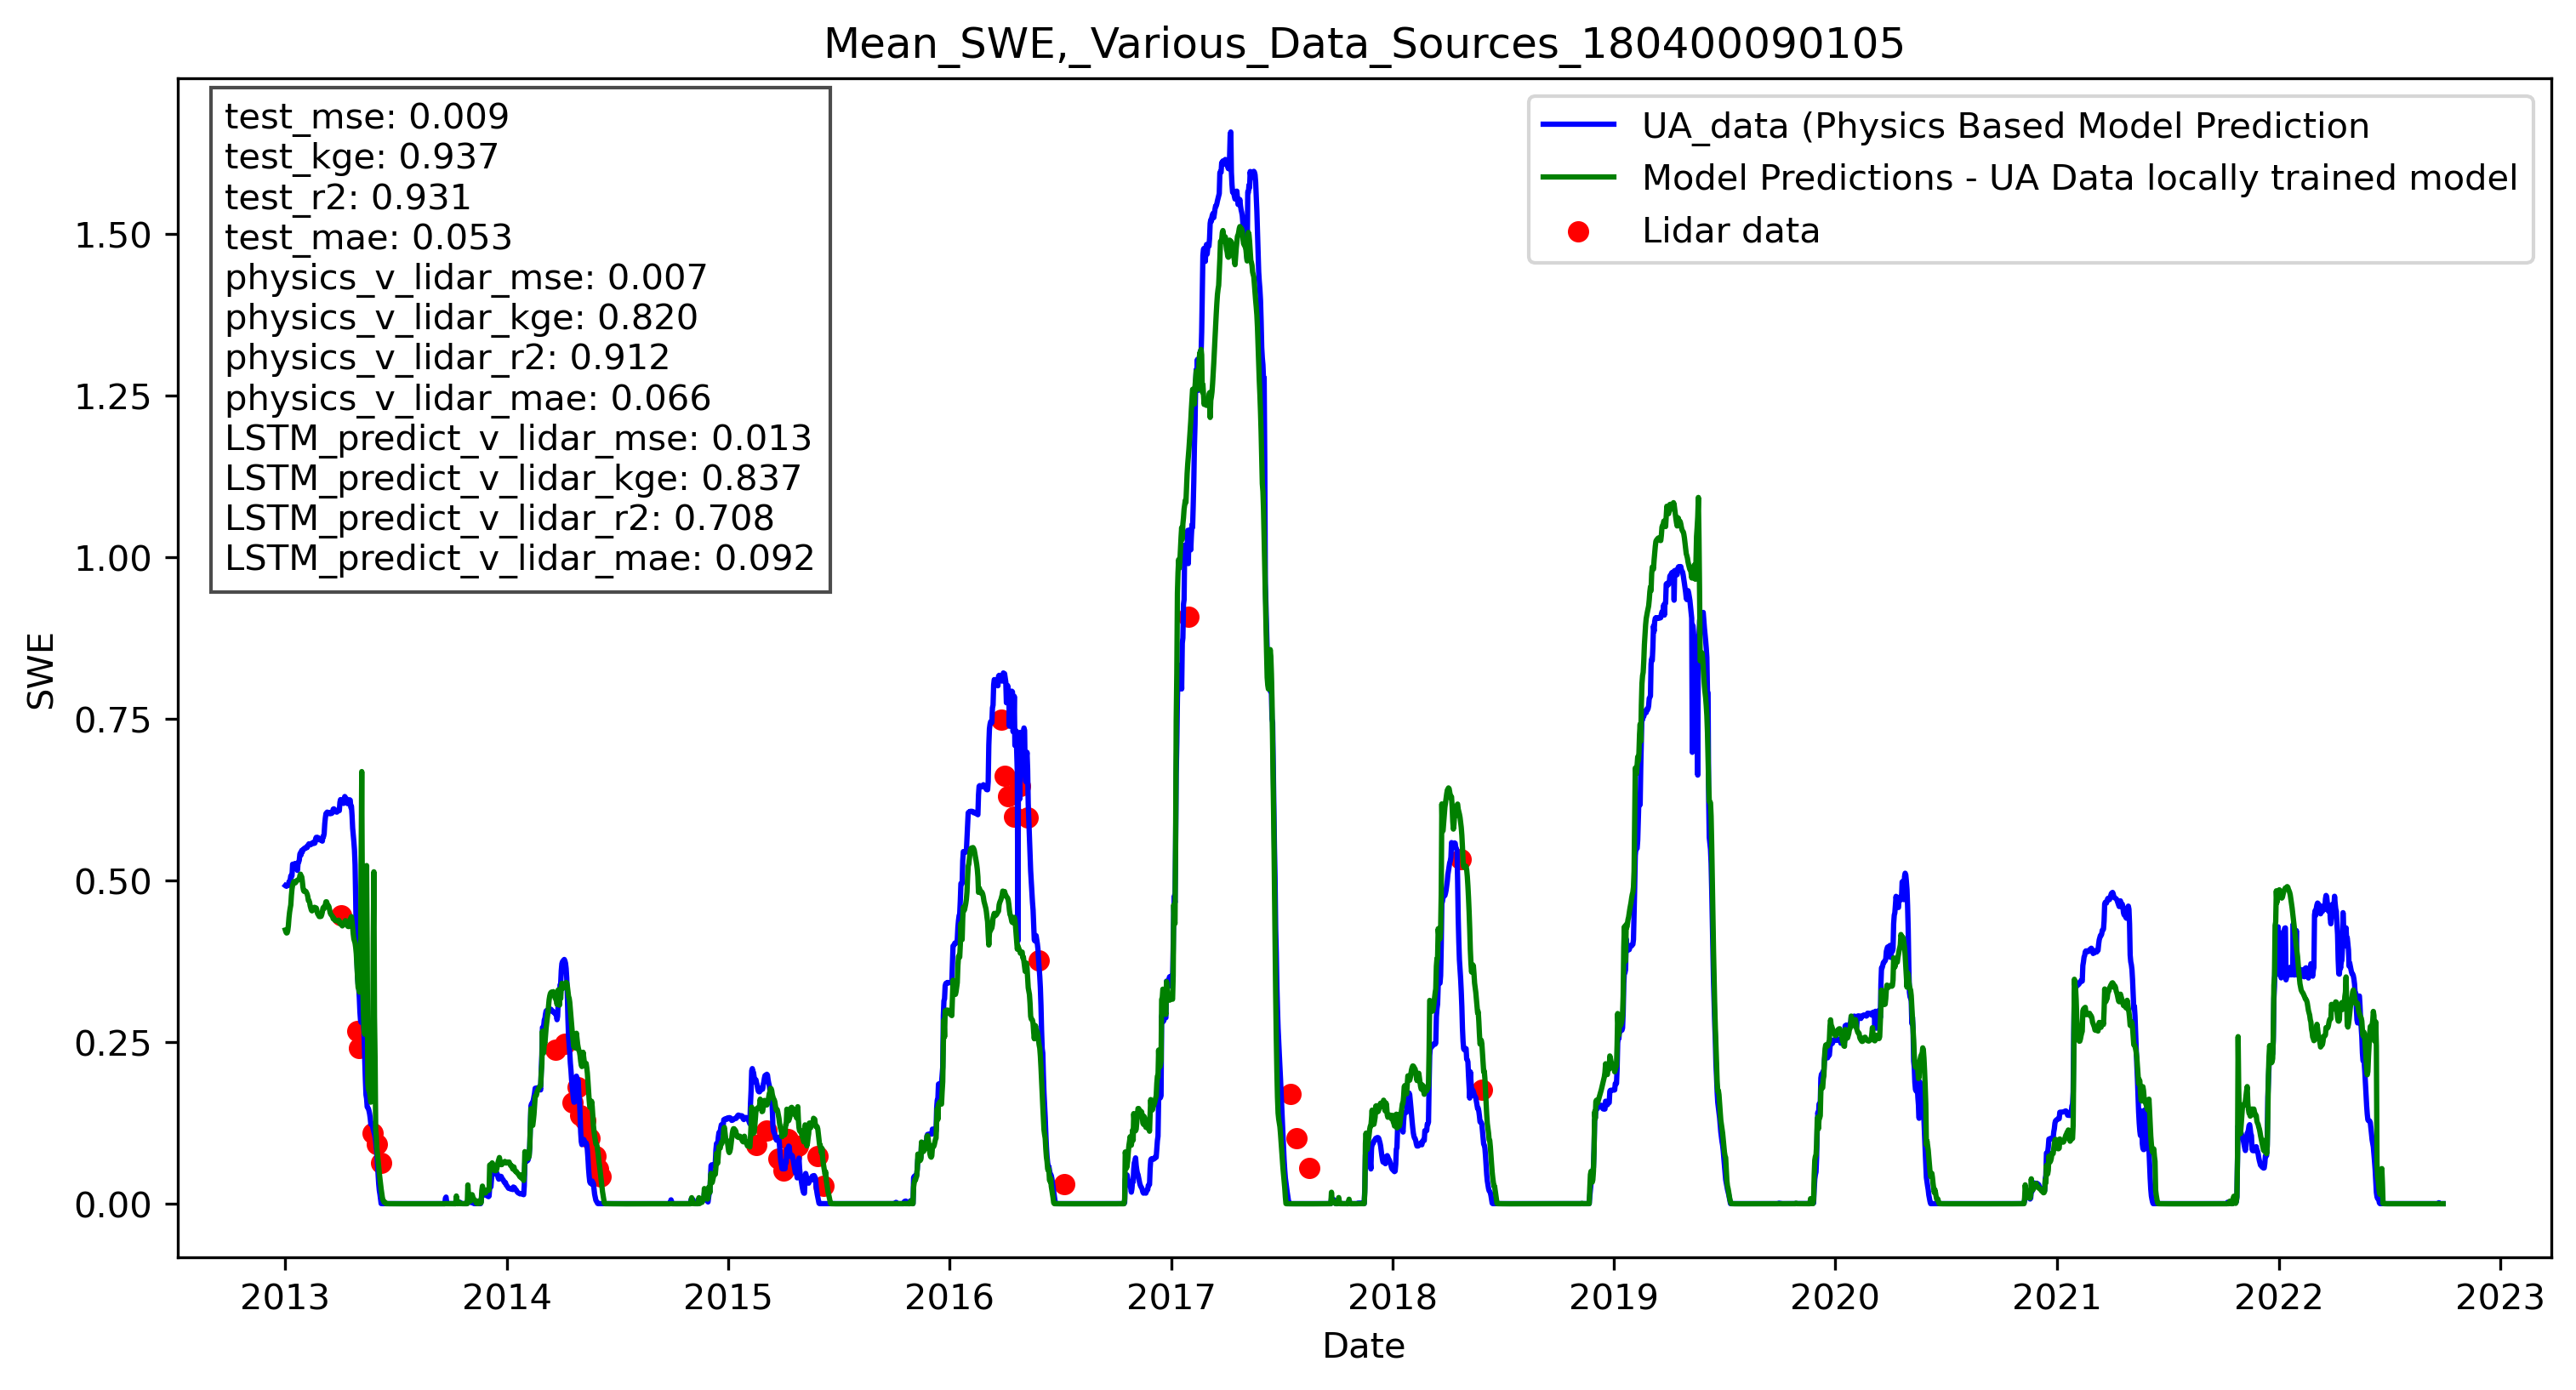 Mean_SWE,_Various_Data_Sources_180400090105
test_mse: 0.009
test_kge: 0.937
test_r2: 0.931
test_mae: 0.053
physics_v_lidar_mse: 0.007
physics_v_lidar_kge: 0.820
physics_v_lidar_r2: 0.912
physics_v_lidar_mae: 0.066
LSTM_predict_v_lidar_mse: 0.013
LSTM_predict_v_lidar_kge: 0.837
LSTM_predict_v_lidar_r2: 0.708
LSTM_predict_v_lidar_mae: 0.092
UA_data (Physics Based Model Prediction
Model Predictions - UA Data locally trained model
Lidar data
SWE
1.50
1.25
1.00
0.75
0.50
0.25
0.00
2013 2014 2015 2016 2017 2018 2019 2020 2021 2022 2023
Date